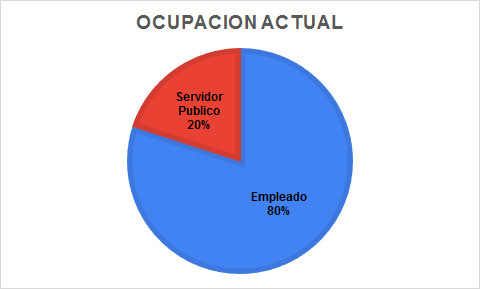 OCUPACION ACTUAL
Servidor
Publico
20%
Empleado
80%